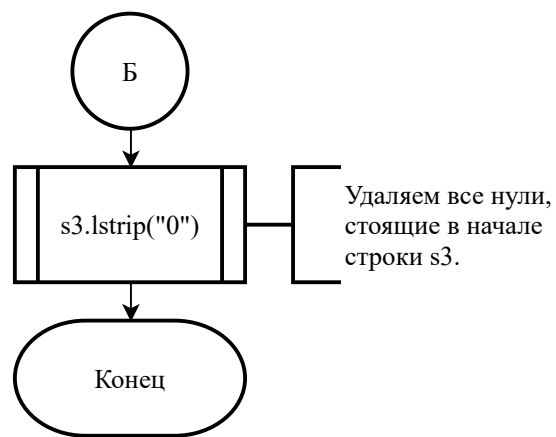 Б
s3.lstrip("0")
Удаляем все нули,
стоящие в начале
строки s3.
Конец